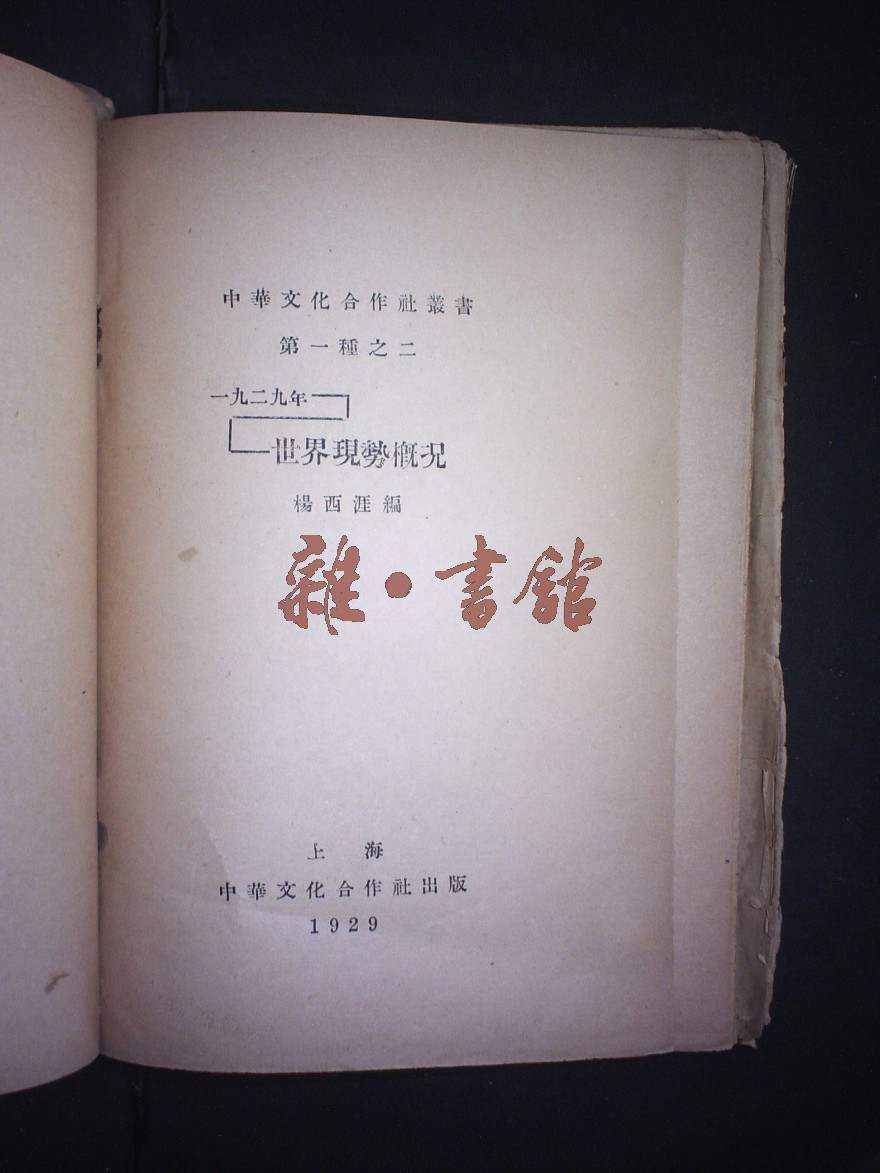 中華文化合作社叢書
第一種之二
一九二九年
世界現勢概况
楊西涯編
雜·書館
上海
中華文化合作社出版
1929